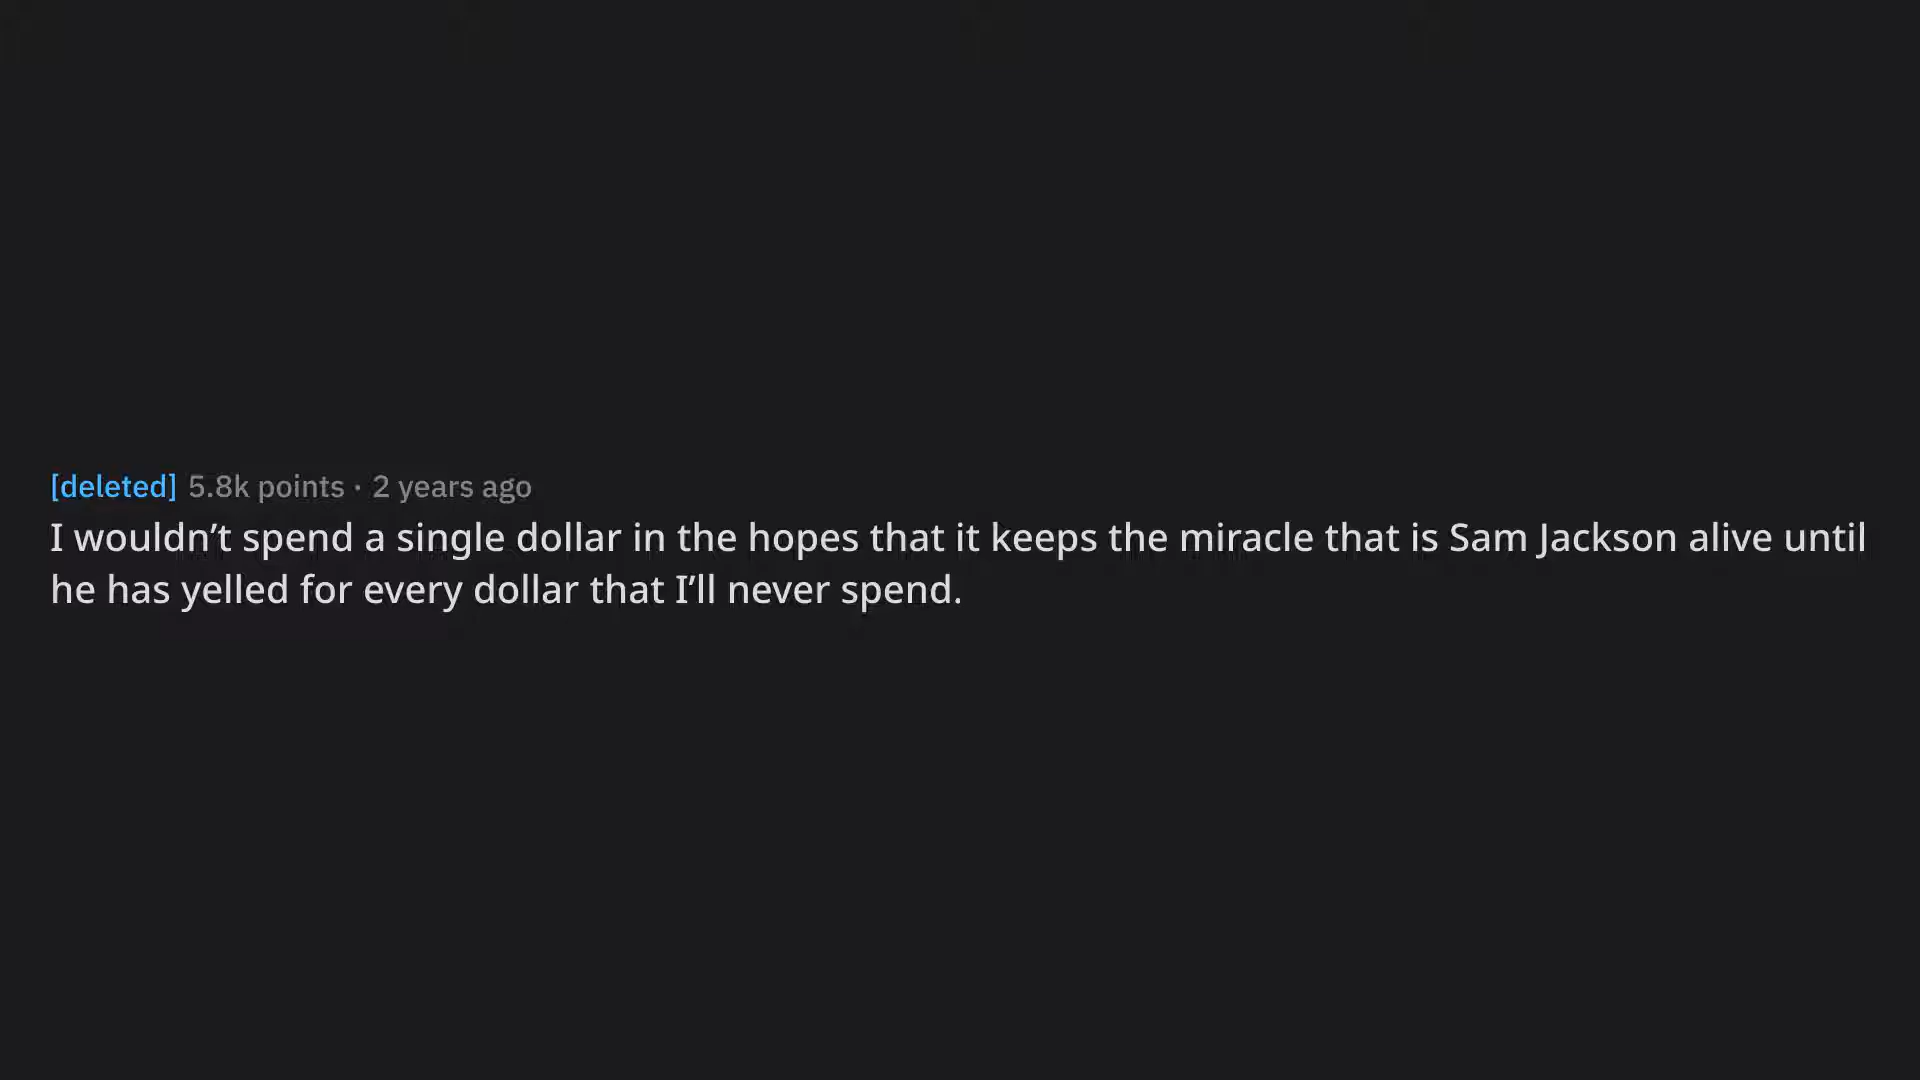 [deleted] 5.8k points · 2 years ago
I wouldn’t spend a single dollar in the hopes that it keeps the miracle that is Sam Jackson alive until
he has yelled for every dollar that I’ll never spend.